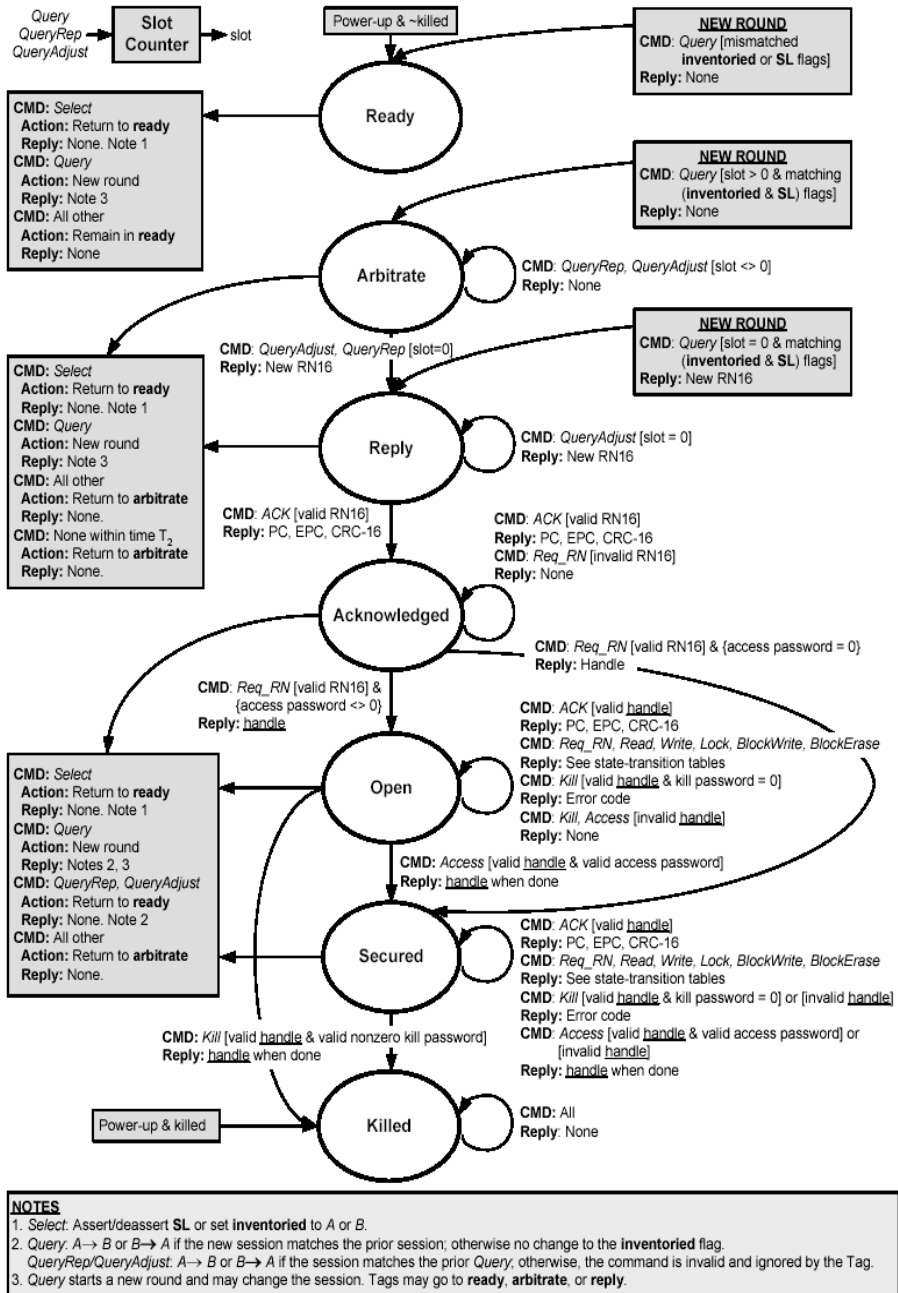 Query
QueryRep
QueryAdjust
Slot
Counter
slot
Power-up & ~killed
NEW ROUND
CMD: Query [mismatched
inventoried or SL flags]
Reply: None
Ready
CMD: Select
Action: Return to ready
Reply: None. Note 1
CMD: Query
Action: New round
Reply: Note 3
CMD: All other
Action: Remain in ready
Reply: None
NEW ROUND
CMD: Query [slot > 0 & matching
(inventoried & SL) flags]
Reply: None
Arbitrate
CMD: QueryRep, QueryAdjust [slot <> 0]
Reply: None
CMD: QueryAdjust, QueryRep [slot=0]
Reply: New RN16
NEW ROUND
CMD: Query [slot = 0 & matching
(inventoried & SL) flags]
Reply: New RN16
CMD: Select
Action: Return to ready
Reply: None. Note 1
CMD: Query
Action: New round
Reply: Note 3
CMD: All other
Action: Return to arbitrate
Reply: None.
CMD: None within time T2
Action: Return to arbitrate
Reply: None.
Reply
CMD: QueryAdjust [slot = 0]
Reply: New RN16
CMD: ACK [valid RN16]
Reply: PC, EPC, CRC-16
CMD: ACK [valid RN16]
Reply: PC, EPC, CRC-16
CMD: Req_RN [invalid RN16]
Reply: None
Acknowledged
CMD: Req_RN [valid RN16] & {access password = 0}
Reply: Handle
CMD: Req_RN [valid RN16] &
{access password <> 0}
Reply: handle
CMD: ACK [valid handle]
Reply: PC, EPC, CRC-16
CMD: Req_RN, Read, Write, Lock, BlockWrite, BlockErase
Reply: See state-transition tables
CMD: Kill [valid handle & kill password = 0]
Reply: Error code
CMD: Kill, Access [invalid handle]
Reply: None
Open
CMD: Select
Action: Return to ready
Reply: None. Note 1
CMD: Query
Action: New round
Reply: Notes 2, 3
CMD: QueryRep, QueryAdjust
Action: Return to ready
Reply: None. Note 2
CMD: All other
Action: Return to arbitrate
Reply: None.
CMD: Access [valid handle & valid access password]
Reply: handle when done
Secured
CMD: ACK [valid handle]
Reply: PC, EPC, CRC-16
CMD: Req_RN, Read, Write, Lock, BlockWrite, BlockErase
Reply: See state-transition tables
CMD: Kill [valid handle & kill password = 0] or [invalid handle]
Reply: Error code
CMD: Access [valid handle & valid access password] or
[invalid handle]
Reply: handle when done
CMD: Kill [valid handle & valid nonzero kill password]
Reply: handle when done
Power-up & killed
Killed
CMD: All
Reply: None
NOTES
1. Select: Assert/deassert SL or set inventoried to A or B.
2. Query: A→ B or B→ A if the new session matches the prior session; otherwise no change to the inventoried flag.
QueryRep/QueryAdjust: A→ B or B→ A if the session matches the prior Query; otherwise, the command is invalid and ignored by the Tag.
3. Query starts a new round and may change the session. Tags may go to ready, arbitrate, or reply.